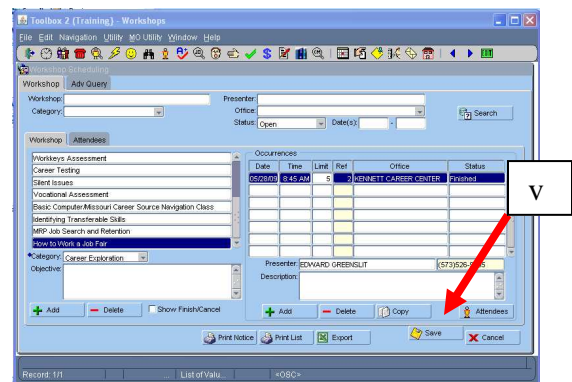 Toolbox 2 {Training} - Workshops
File Edit Navigation Utility MO Utility Window Help
Workshop Scheduling
Workshop Adv Query
Workshop: Presenter:
Category: Office:
Status: Open Date(s): -
Search
Workshop Attendees
Workkeys Assessment
Career Testing
Silent Issues
Vocational Assessment
Basic Computer/Missouri Career Source Navigation Class
Identifying Transferable Skills
MRP Job Search and Retention
How to Work a Job Fair
Category: Career Exploration
Objective:
Add Delete Show Finish/Cancel
Occurrences
Date Time Limit Ref Office Status
05/28/09 8:45 AM 5 2 KENNETT CAREER CENTER Finished
Presenter: EDWARD GREENSLIT (573)526-
Description:
Add Delete Copy Attendees
V
Print Notice Print List Export Save Cancel
Record: 1/1 ... List of Valu... <OSC>